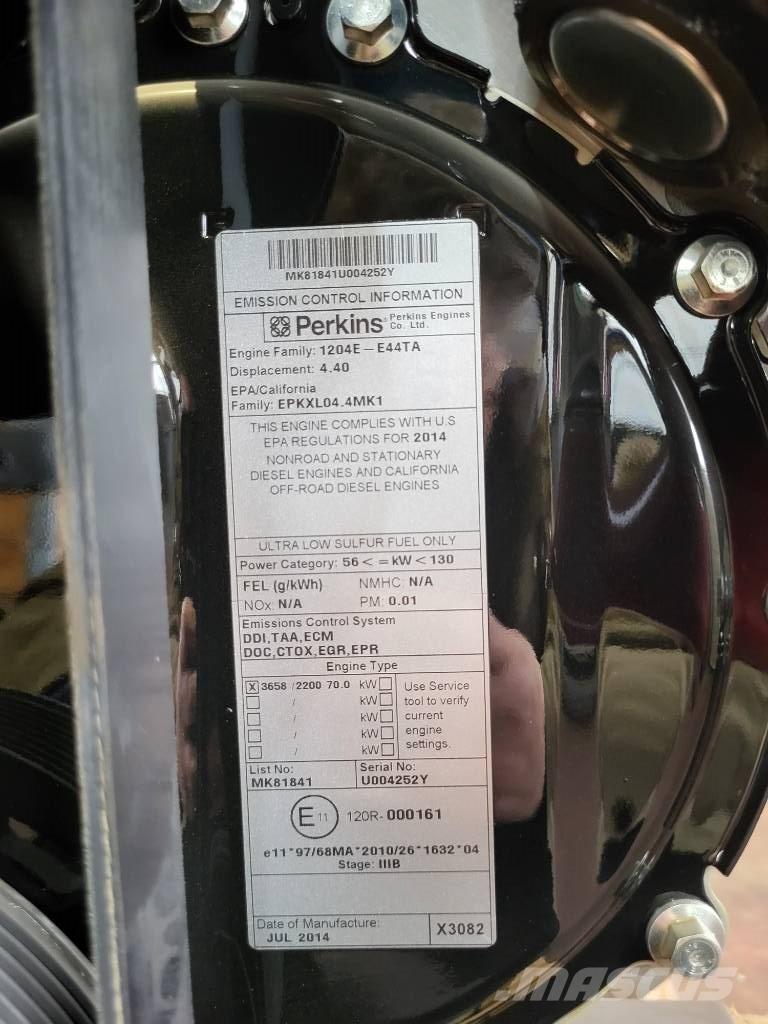 MK81841U004252Y
EMISSION CONTROL INFORMATION
Perkins Perkins Engines
Co. Ltd.
Engine Family: 1204E - E44TA
Displacement: 4.40
EPA/California
Family: EPKXL04.4MK1
THIS ENGINE COMPLIES WITH U.S
EPA REGULATIONS FOR 2014
NONROAD AND STATIONARY
DIESEL ENGINES AND CALIFORNIA
OFF-ROAD DIESEL ENGINES
ULTRA LOW SULFUR FUEL ONLY
Power Category: 56 < = kW < 130
FEL (g/kWh) NMHC: N/A
NOx: N/A PM: 0.01
Emissions Control System
DDI,TAA,ECM
DOC,CTOX,EGR,EPR
Engine Type
X 3658 / 2200 70.0 kW Use Service
/ kW tool to verify
/ kW current
/ kW engine
/ kW settings.
List No: Serial No:
MK81841 U004252Y
E11 120R-000161
e11*97/68MA*2010/26*1632*04
Stage: IIIB
Date of Manufacture:
JUL 2014 X3082
MASCUS